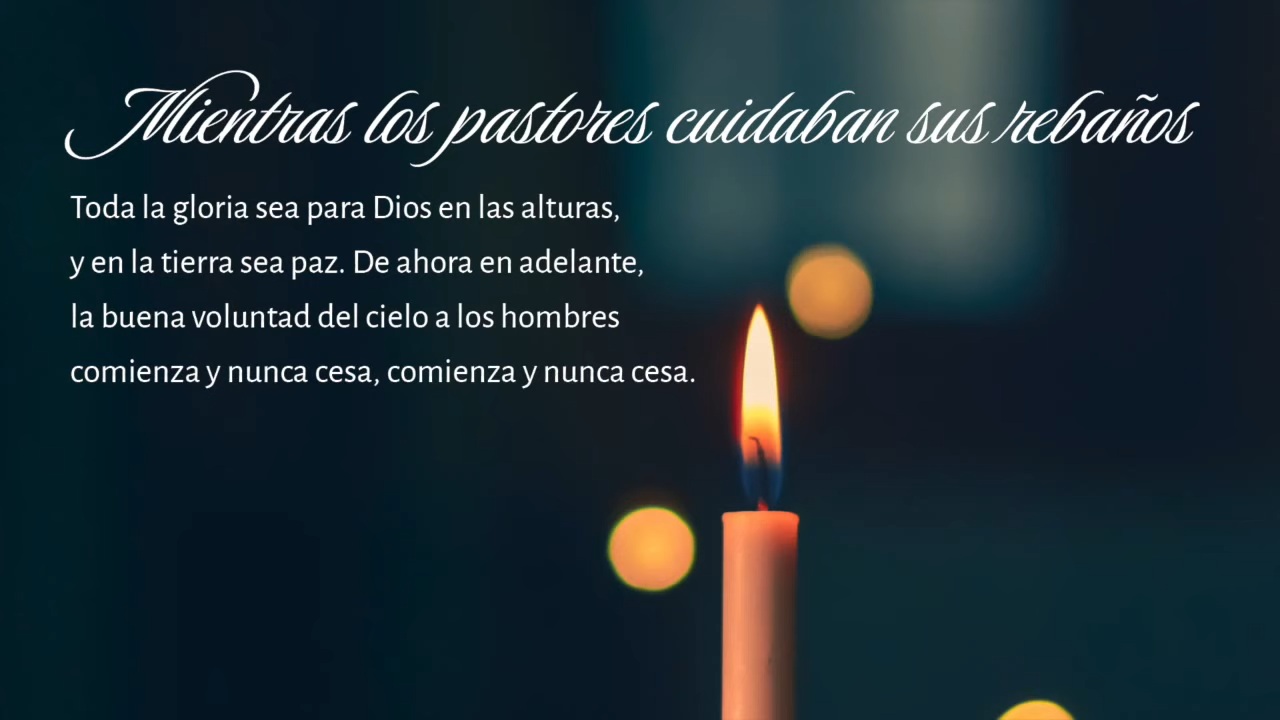 Mientras los pastores cuidaban sus rebaños
Toda la gloria sea para Dios en las alturas,
y en la tierra sea paz. De ahora en adelante,
la buena voluntad del cielo a los hombres
comienza y nunca cesa, comienza y nunca cesa.